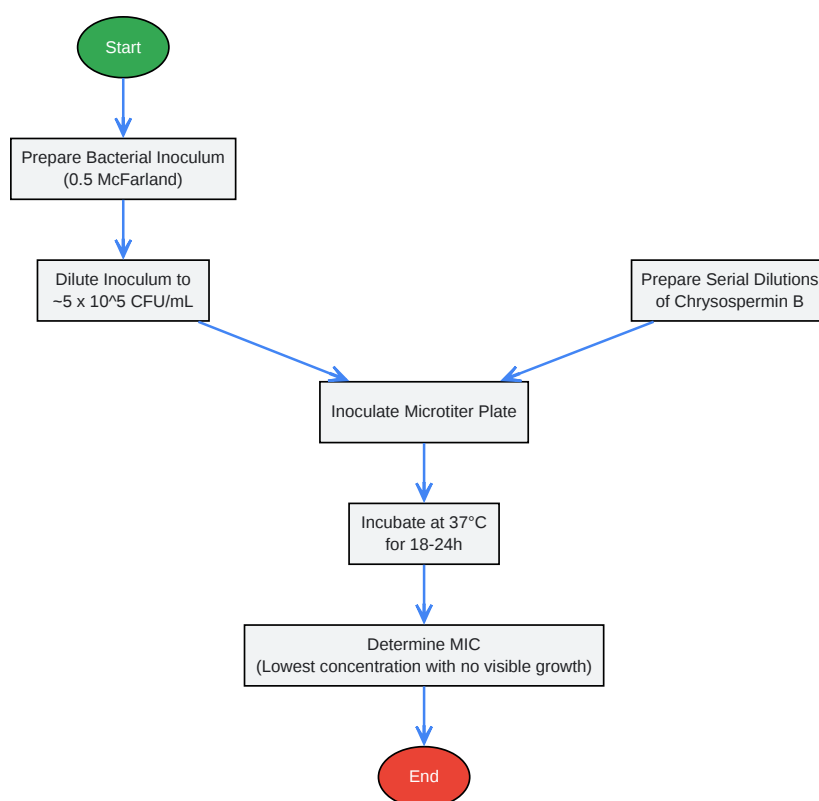 Start
Prepare Bacterial Inoculum
(0.5 McFarland)
Dilute Inoculum to
~5 x 10^5 CFU/mL
Prepare Serial Dilutions
of Chrysospermin B
Inoculate Microtiter Plate
Incubate at 37°C
for 18-24h
Determine MIC
(Lowest concentration with no visible growth)
End